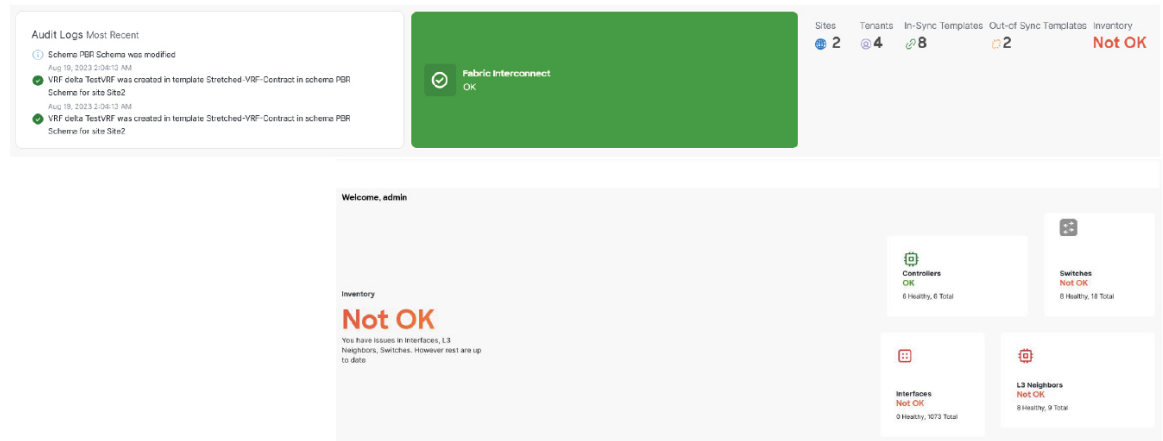 Audit Logs Most Recent
Schema PBR Schema was modified
Aug 19, 2023 2:04:13 AM
VRF delta TestVRF was created in template Stretched-VRF-Contract in schema PBR
Schema for site Site2
Aug 19, 2023 2:04:13 AM
VRF delta TestVRF was created in template Stretched-VRF-Contract in schema PBR
Schema for site Site2
Fabric Interconnect
OK
Sites
2
Tenants
4
In-Sync Templates
8
Out-of Sync Templates
2
Inventory
Not OK
Welcome, admin
Inventory
Not OK
You have issues in Interfaces, L3
Neighbors, Switches. However rest are up
to date
Controllers
OK
6 Healthy, 6 Total
Switches
Not OK
8 Healthy, 18 Total
Interfaces
Not OK
0 Healthy, 1073 Total
L3 Neighbors
Not OK
8 Healthy, 9 Total